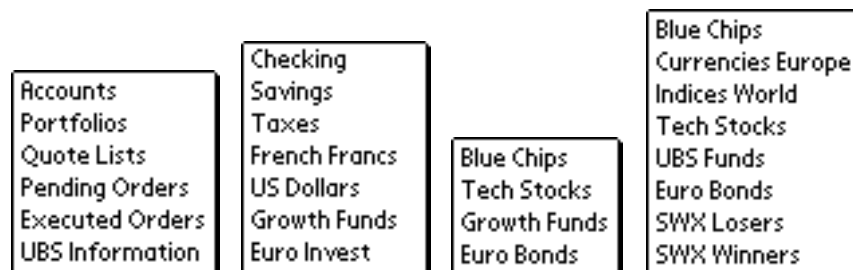 Accounts
Portfolios
Quote Lists
Pending Orders
Executed Orders
UBS Information
Checking
Savings
Taxes
French Francs
US Dollars
Growth Funds
Euro Invest
Blue Chips
Tech Stocks
Growth Funds
Euro Bonds
Blue Chips
Currencies Europe
Indices World
Tech Stocks
UBS Funds
Euro Bonds
SWX Losers
SWX Winners